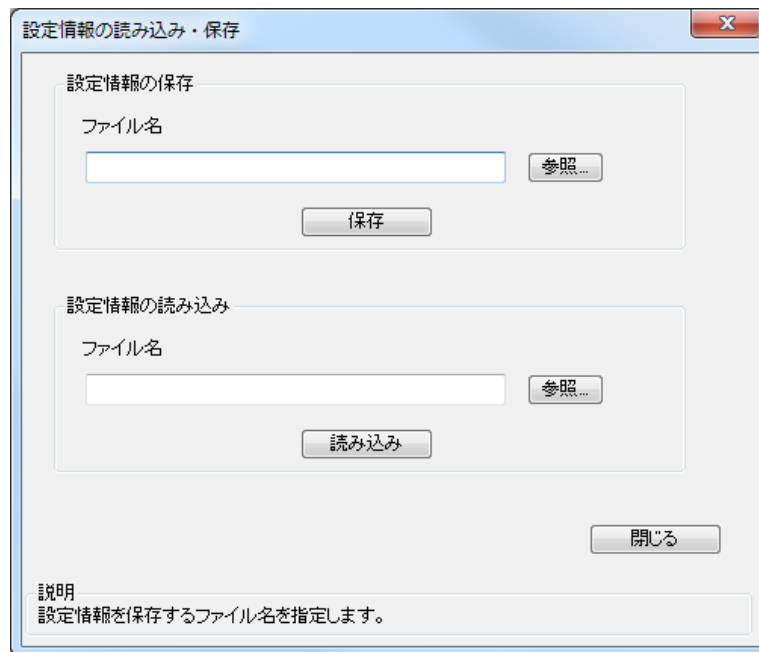 設定情報の読み込み・保存
設定情報の保存
ファイル名
参照...
保存
設定情報の読み込み
ファイル名
参照...
読み込み
閉じる
説明
設定情報を保存するファイル名を指定します。